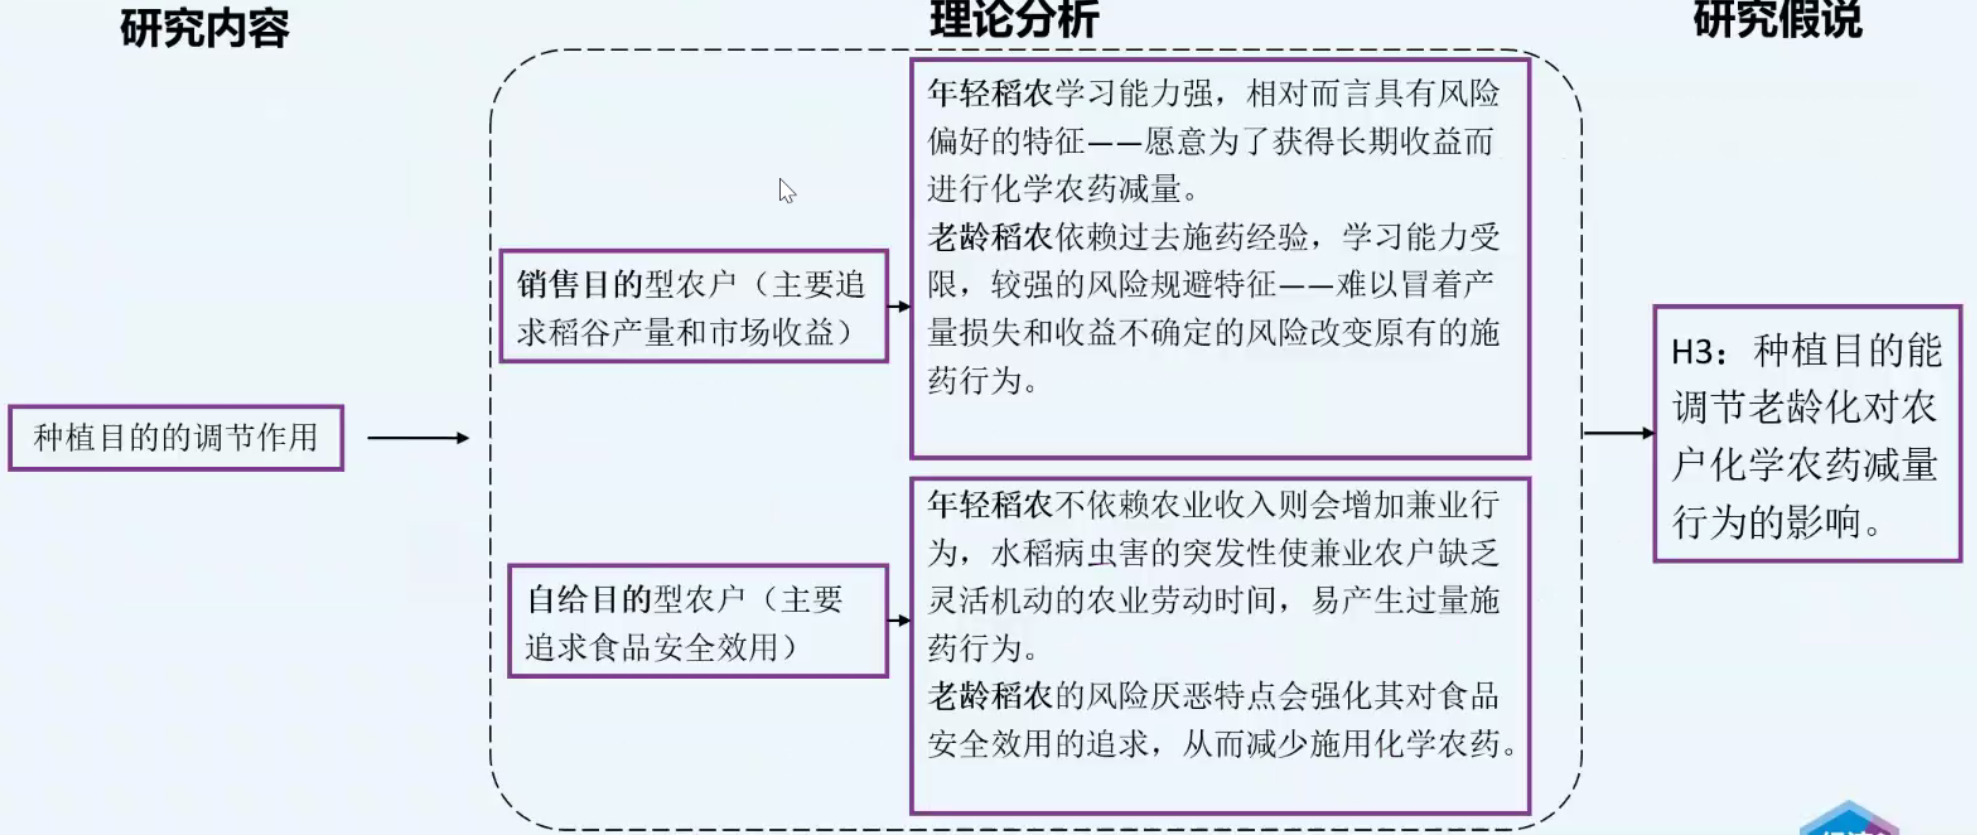 研究内容
理论分析
研究假说
种植目的的调节作用
销售目的型农户（主要追
求稻谷产量和市场收益）
年轻稻农学习能力强，相对而言具有风险
偏好的特征——愿意为了获得长期收益而
进行化学农药减量。
老龄稻农依赖过去施药经验，学习能力受
限，较强的风险规避特征——难以冒着产
量损失和收益不确定的风险改变原有的施
药行为。
自给目的型农户（主要
追求食品安全效用）
年轻稻农不依赖农业收入则会增加兼业行
为，水稻病虫害的突发性使兼业农户缺乏
灵活机动的农业劳动时间，易产生过量施
药行为。
老龄稻农的风险厌恶特点会强化其对食品
安全效用的追求，从而减少施用化学农药。
H3：种植目的能
调节老龄化对农
户化学农药减量
行为的影响。